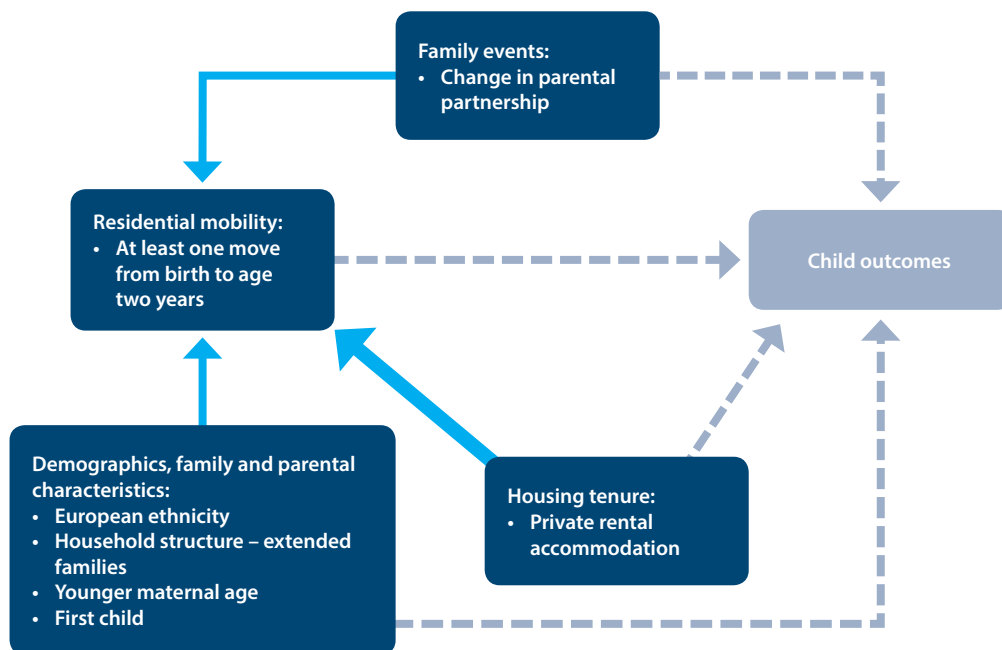 Family events:
• Change in parental
partnership
Residential mobility:
• At least one move
from birth to age
two years
Child outcomes
Demographics, family and parental
characteristics:
• European ethnicity
• Household structure – extended
families
• Younger maternal age
• First child
Housing tenure:
• Private rental
accommodation